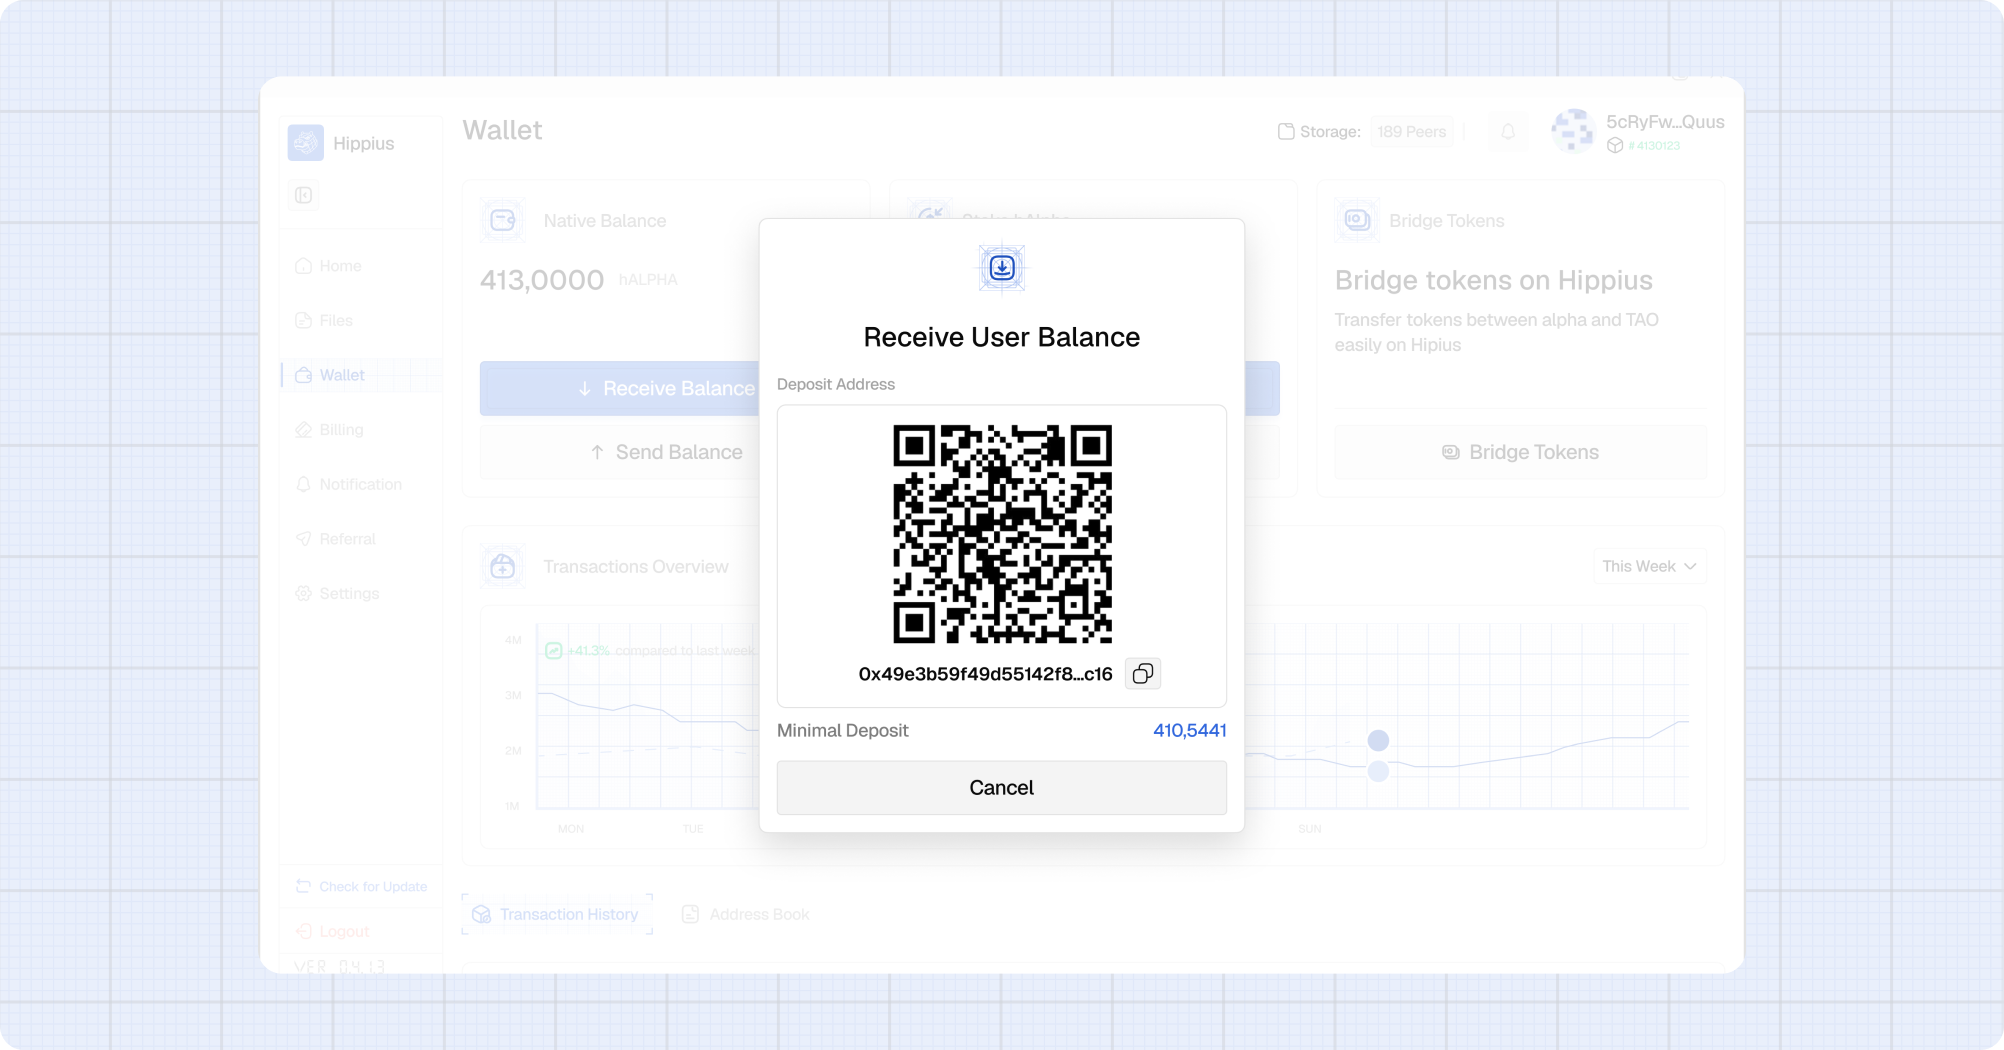 Hippius
Home
Files
Wallet
Billing
Notification
Referral
Settings
Check for Update
Logout
VER 0.4.13
Wallet
Storage: 189 Peers
5cRyFw...Quus
# 4130123
Native Balance
413,0000 hALPHA
Receive Balance
Send Balance
Bridge Tokens
Bridge tokens on Hippius
Transfer tokens between alpha and TAO
easily on Hipius
Bridge Tokens
Transactions Overview
This Week
+41.3% compared to last week
4M
3M
2M
1M
MON
TUE
SUN
Transaction History
Address Book
Receive User Balance
Deposit Address
0x49e3b59f49d55142f8...c16
Minimal Deposit
410,5441
Cancel